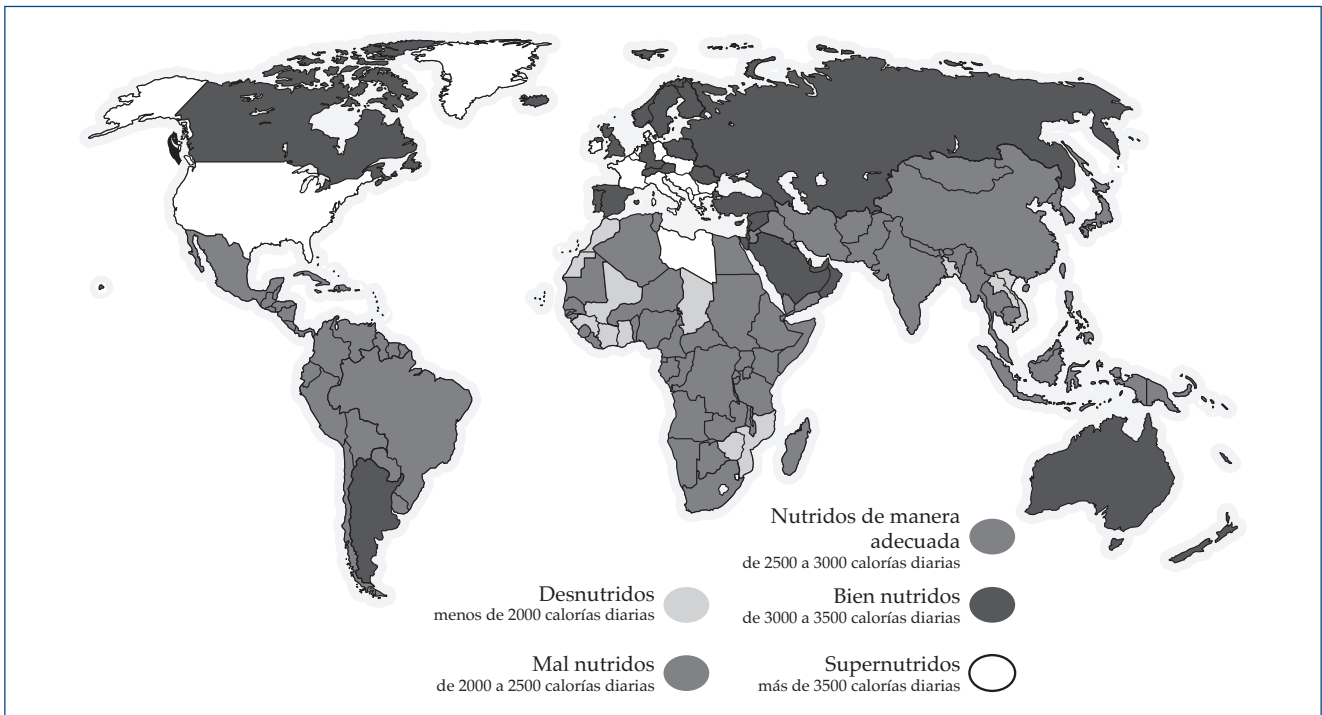 Desnutridos
menos de 2000 calorías diarias
Mal nutridos
de 2000 a 2500 calorías diarias
Nutridos de manera
adecuada
de 2500 a 3000 calorías diarias
Bien nutridos
de 3000 a 3500 calorías diarias
Supernutridos
más de 3500 calorías diarias